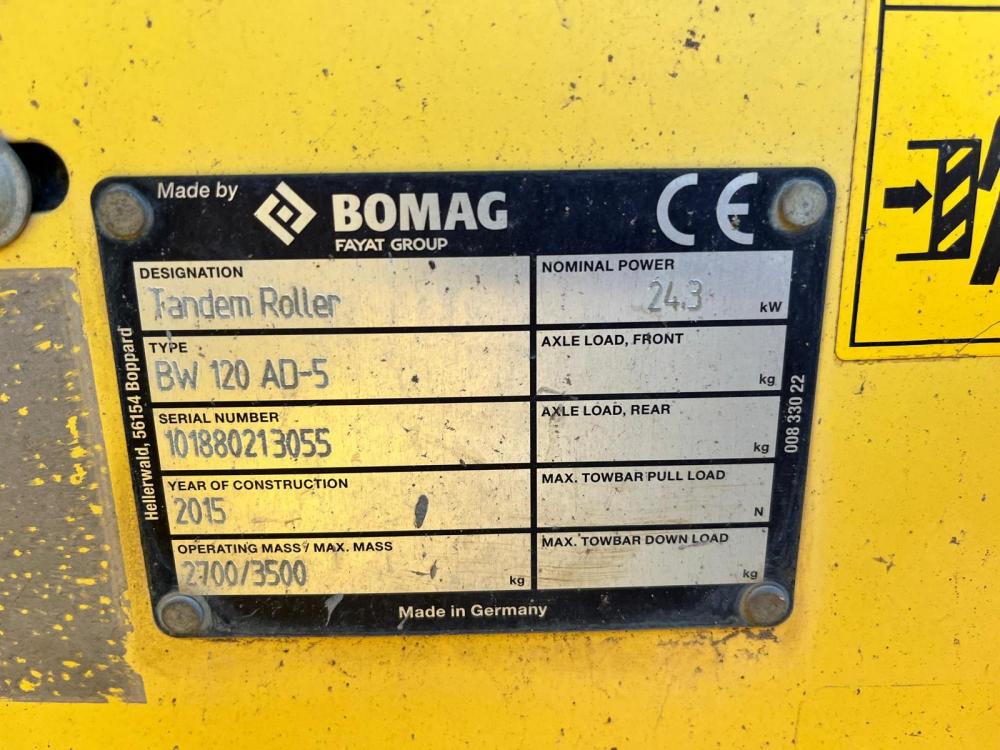 Made by BOMAG CE
FAYAT GROUP
DESIGNATION
Tandem Roller
NOMINAL POWER
24.3 kW
TYPE
BW 120 AD-5
AXLE LOAD, FRONT
kg
SERIAL NUMBER
101880213055
AXLE LOAD, REAR
kg
YEAR OF CONSTRUCTION
2015
MAX. TOWBAR PULL LOAD
N
OPERATING MASS / MAX. MASS
2700/3500 kg
MAX. TOWBAR DOWN LOAD
kg
Made in Germany
Hellerwald, 56154 Boppard
008 330 22